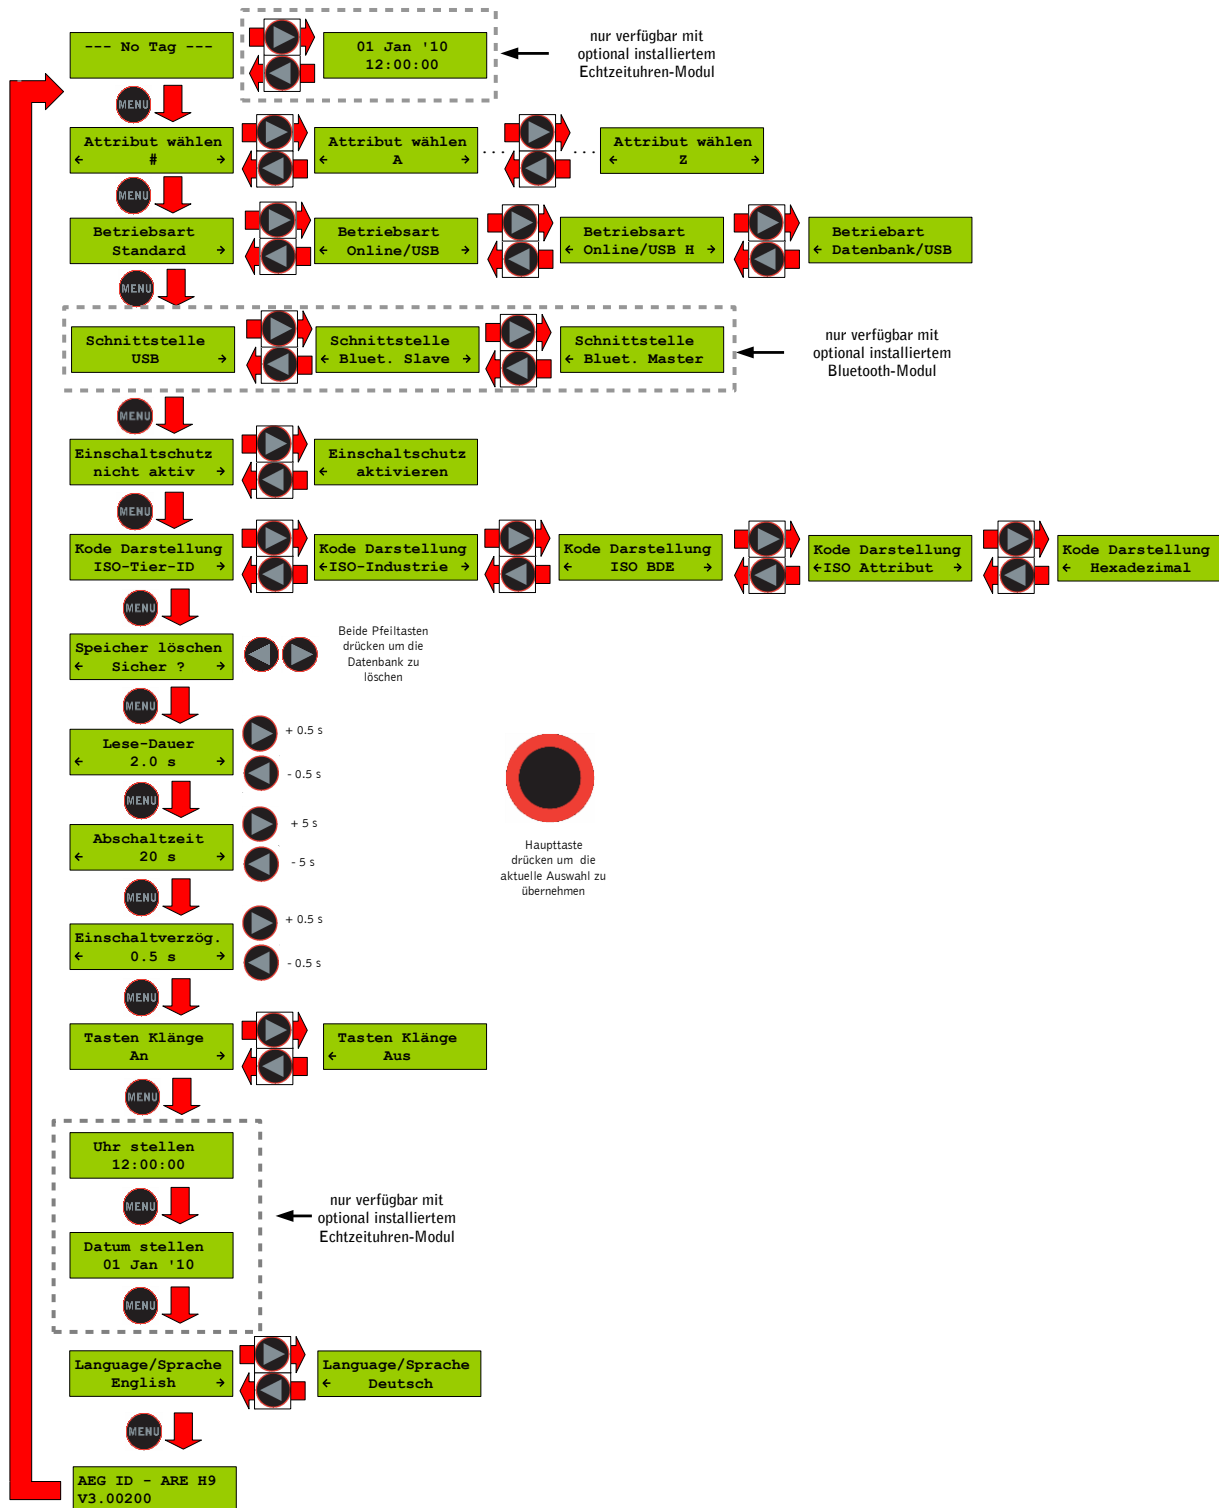 --- No Tag ---
01 Jan '10
12:00:00
nur verfügbar mit
optional installiertem
Echtzeituhren-Modul
MENU
Attribut wählen
← # →
Attribut wählen
← A →
. . . . . .
Attribut wählen
← Z →
MENU
Betriebsart
Standard →
Betriebsart
← Online/USB →
Betriebsart
← Online/USB H →
Betriebart
← Datenbank/USB
MENU
Schnittstelle
USB →
Schnittstelle
← Bluet. Slave →
Schnittstelle
← Bluet. Master
nur verfügbar mit
optional installiertem
Bluetooth-Modul
MENU
Einschaltschutz
nicht aktiv →
Einschaltschutz
← aktivieren
MENU
Kode Darstellung
ISO-Tier-ID →
Kode Darstellung
←ISO-Industrie →
Kode Darstellung
← ISO BDE →
Kode Darstellung
←ISO Attribut →
Kode Darstellung
← Hexadezimal
MENU
Speicher löschen
← Sicher ? →
Beide Pfeiltasten
drücken um die
Datenbank zu
löschen
MENU
Lese-Dauer
← 2.0 s →
+ 0.5 s
- 0.5 s
MENU
Abschaltzeit
← 20 s →
+ 5 s
- 5 s
Haupttaste
drücken um die
aktuelle Auswahl zu
übernehmen
MENU
Einschaltverzög.
← 0.5 s →
+ 0.5 s
- 0.5 s
MENU
Tasten Klänge
An →
Tasten Klänge
← Aus
MENU
Uhr stellen
12:00:00
MENU
Datum stellen
01 Jan '10
nur verfügbar mit
optional installiertem
Echtzeituhren-Modul
MENU
Language/Sprache
English →
Language/Sprache
← Deutsch
MENU
AEG ID - ARE H9
V3.00200